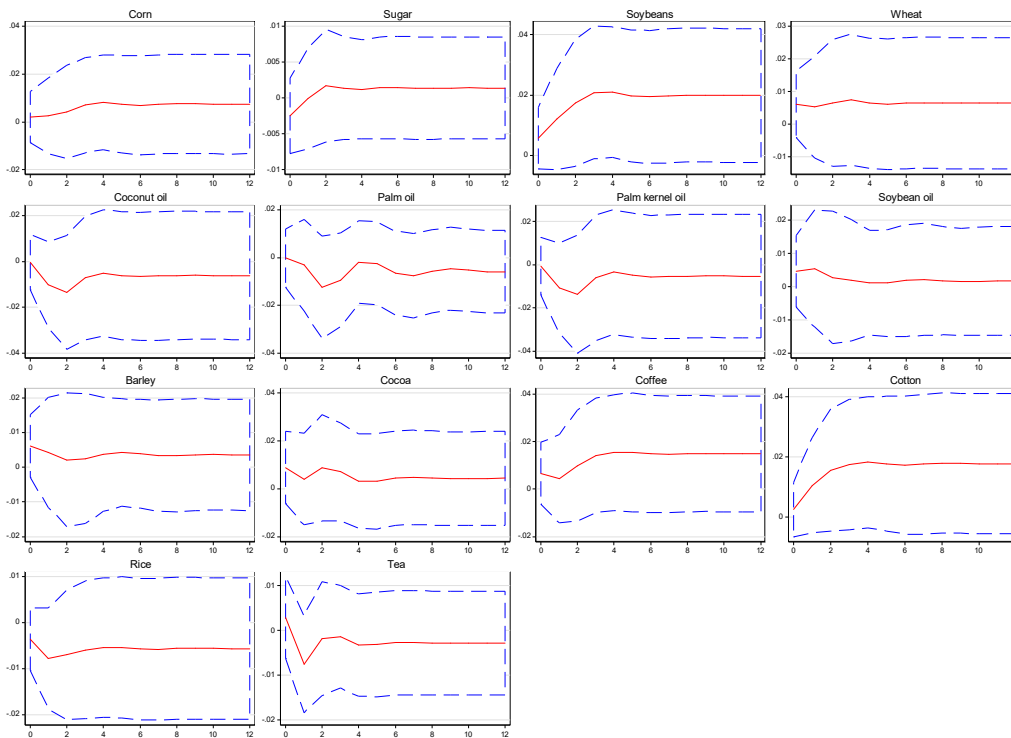 Corn
.04
.02
0
-.02
0 2 4 6 8 10 12
Sugar
.01
.005
0
-.005
-.01
0 2 4 6 8 10 12
Soybeans
.04
.02
0
0 2 4 6 8 10 12
Wheat
.03
.02
.01
0
-.01
0 2 4 6 8 10
Coconut oil
.02
0
-.02
-.04
0 2 4 6 8 10 12
Palm oil
.02
0
-.02
-.04
0 2 4 6 8 10 12
Palm kernel oil
.02
0
-.02
-.04
0 2 4 6 8 10 12
Soybean oil
.02
.01
0
-.01
-.02
0 2 4 6 8 10
Barley
.02
.01
0
-.01
-.02
0 2 4 6 8 10 12
Cocoa
.04
.02
0
-.02
0 2 4 6 8 10 12
Coffee
.04
.02
0
-.02
0 2 4 6 8 10 12
Cotton
.04
.02
0
0 2 4 6 8 10
Rice
.01
0
-.01
-.02
0 2 4 6 8 10 12
Tea
.01
0
-.01
-.02
0 2 4 6 8 10 12